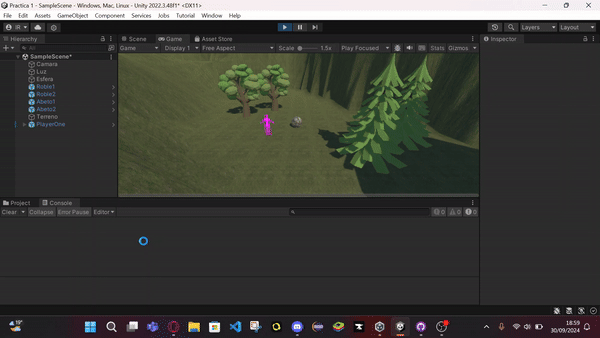 Practica 1 - SampleScene - Windows, Mac, Linux - Unity 2022.3.48f1* <DX11>
File Edit Assets GameObject Component Services Jobs Tutorial Window Help
IR Layers Layout
Hierarchy Scene Game Asset Store Inspector
All Game Display 1 Free Aspect Scale 1.5x Play Focused Stats Gizmos
SampleScene*
Camara
Luz
Esfera
Roble1
Roble2
Abeto1
Abeto2
Terreno
PlayerOne
Project Console
Clear Collapse Error Pause Editor 0 0 0
19°
18:59
30/09/2024